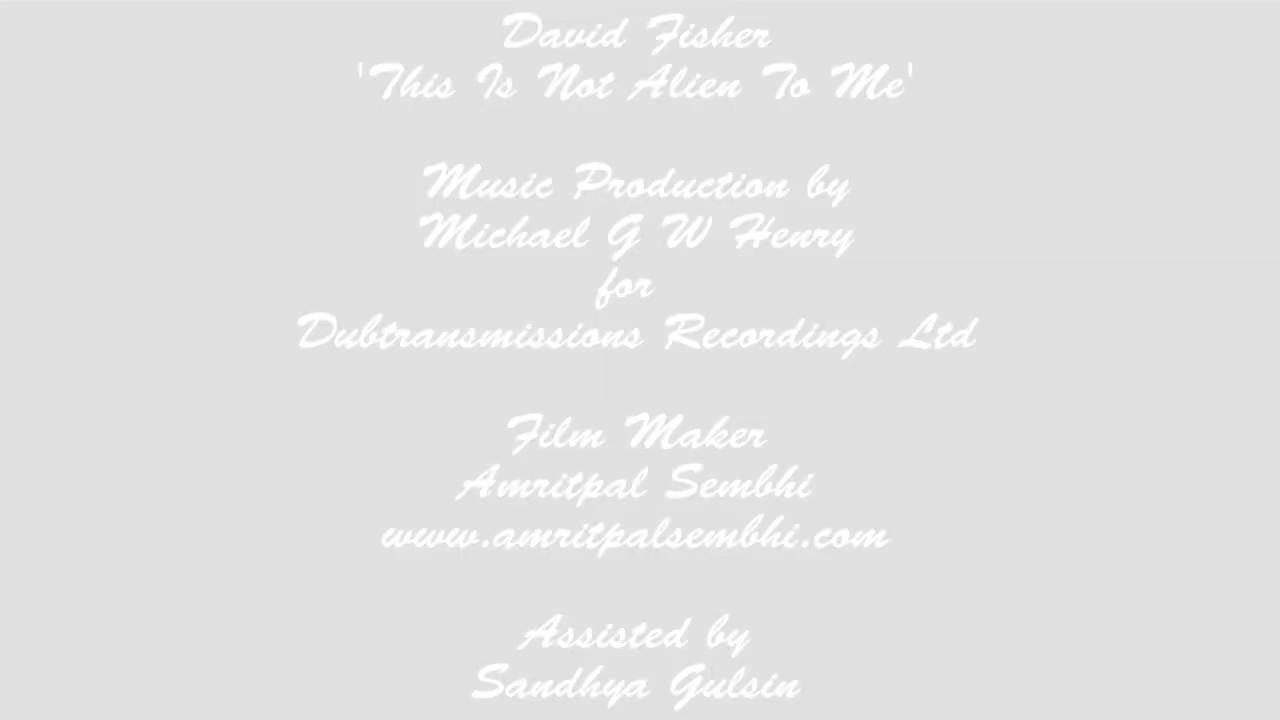 David Fisher
'This Is Not Alien To Me'
Music Production by
Michael G W Henry
for
Dubtransmissions Recordings Ltd
Film Maker
Amritpal Sembhi
www.amritpalsembhi.com
Assisted by
Sandhya Gulsin